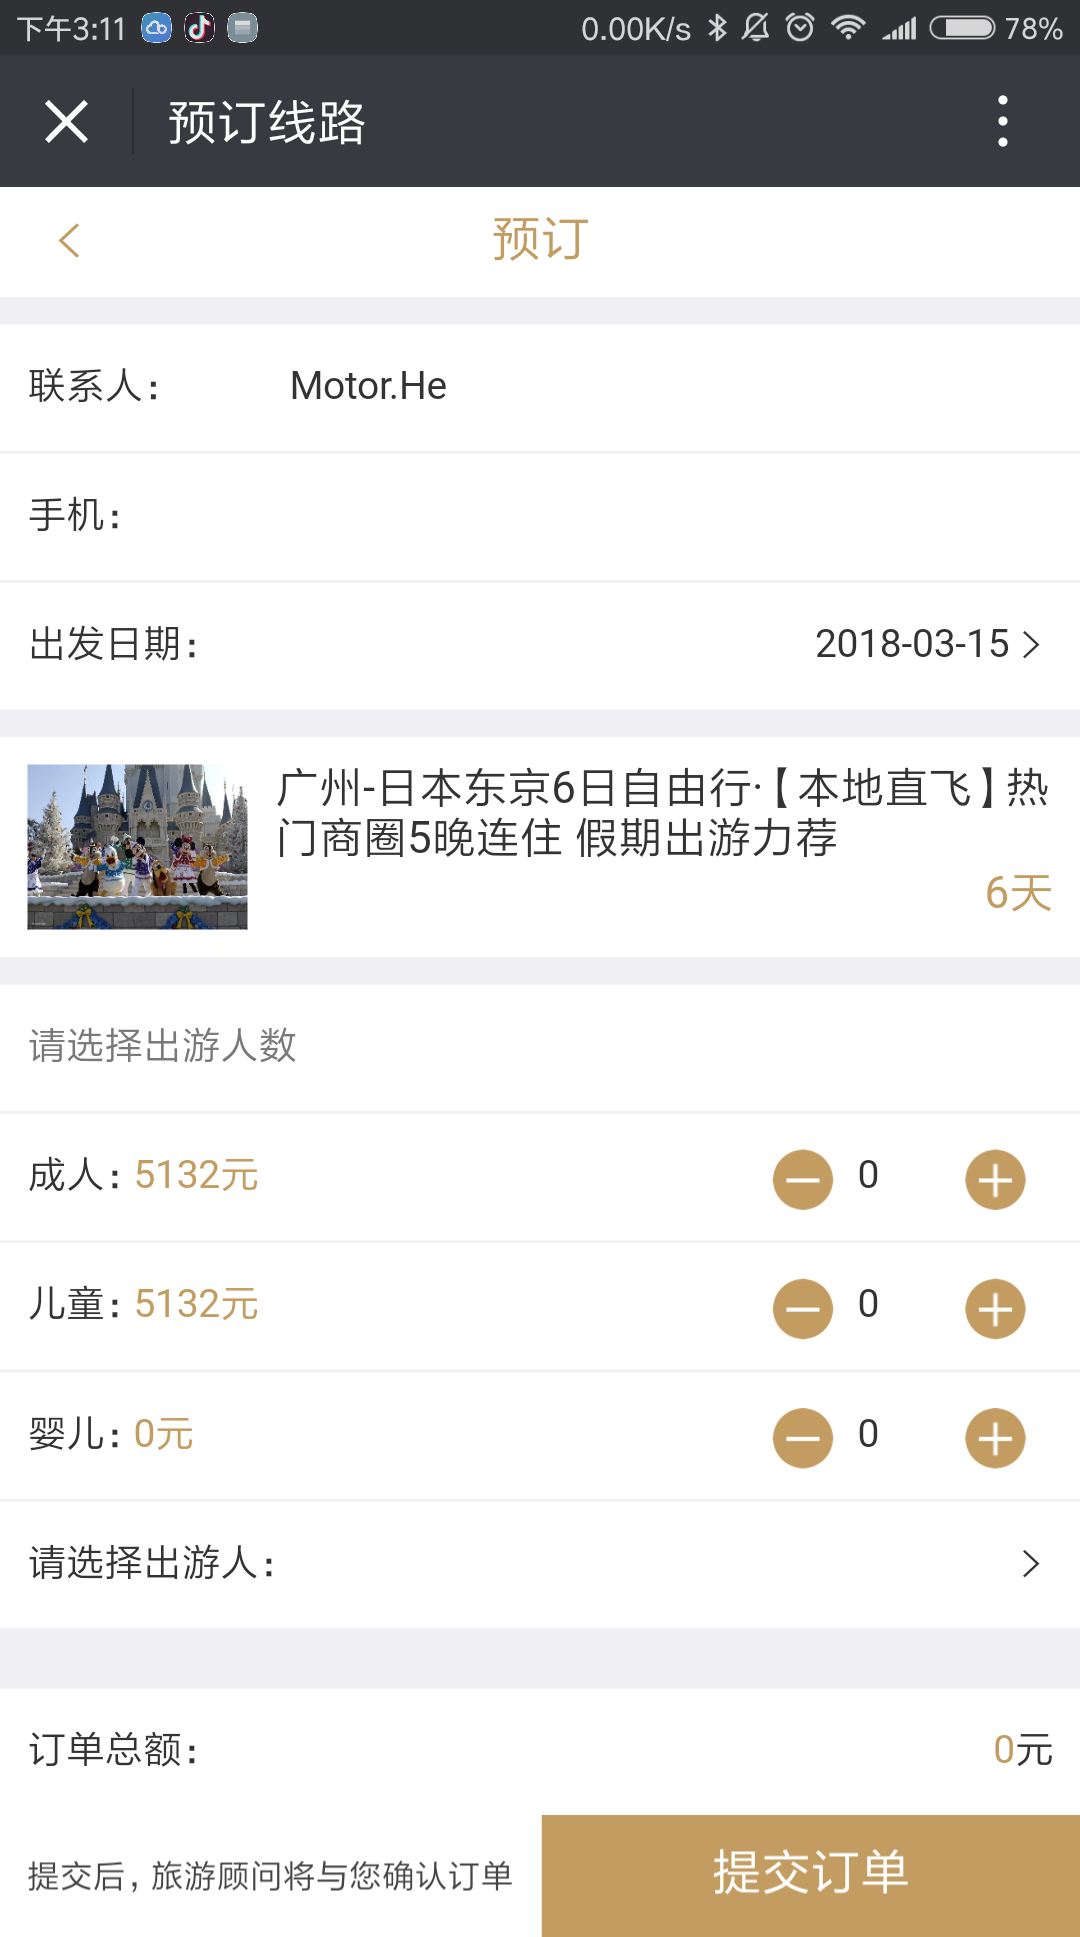 下午3:11 0.00K/s 78%
预订线路
预订
联系人: Motor.He
手机:
出发日期: 2018-03-15
广州-日本东京6日自由行·【本地直飞】热
门商圈5晚连住 假期出游力荐
6天
请选择出游人数
成人: 5132元 0
儿童: 5132元 0
婴儿: 0元 0
请选择出游人:
订单总额: 0元
提交后, 旅游顾问将与您确认订单 提交订单